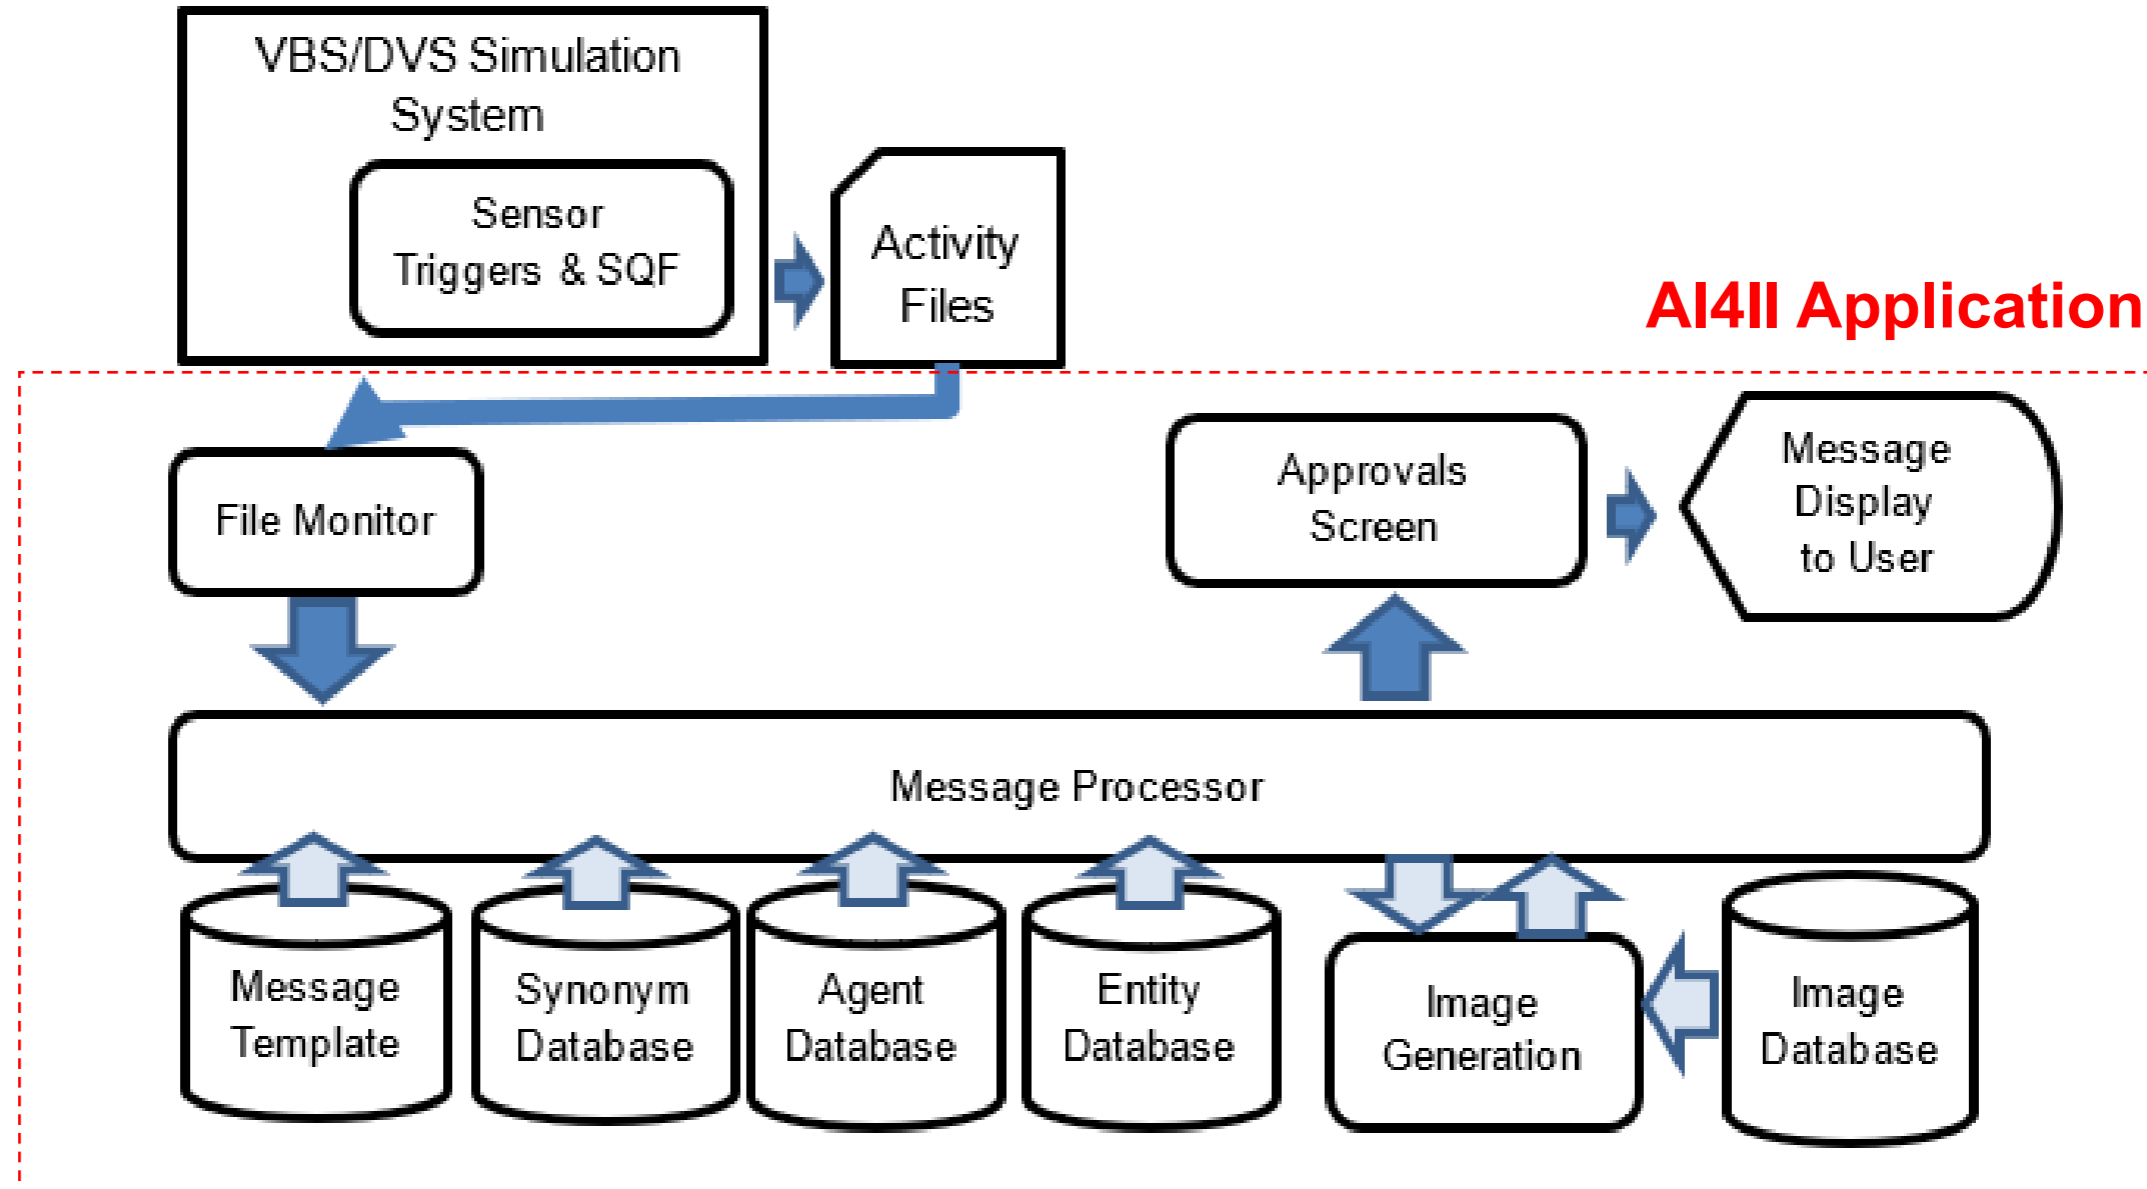 VBS/DVS Simulation
System
Sensor
Triggers & SQF
Activity
Files
AI4II Application
File Monitor
Approvals
Screen
Message
Display
to User
Message Processor
Message
Template
Synonym
Database
Agent
Database
Entity
Database
Image
Generation
Image
Database